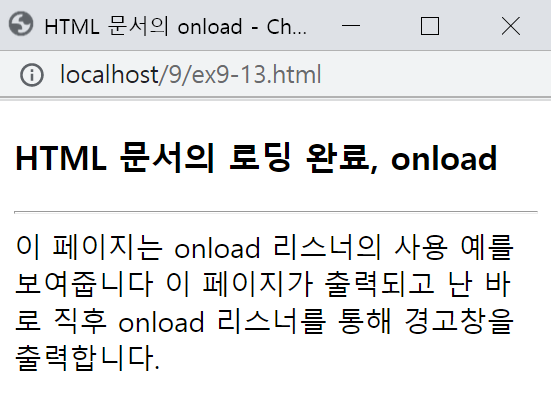 HTML 문서의 onload - Ch...
localhost/9/ex9-13.html
HTML 문서의 로딩 완료, onload
이 페이지는 onload 리스너의 사용 예를
보여줍니다 이 페이지가 출력되고 난 바
로 직후 onload 리스너를 통해 경고창을
출력합니다.